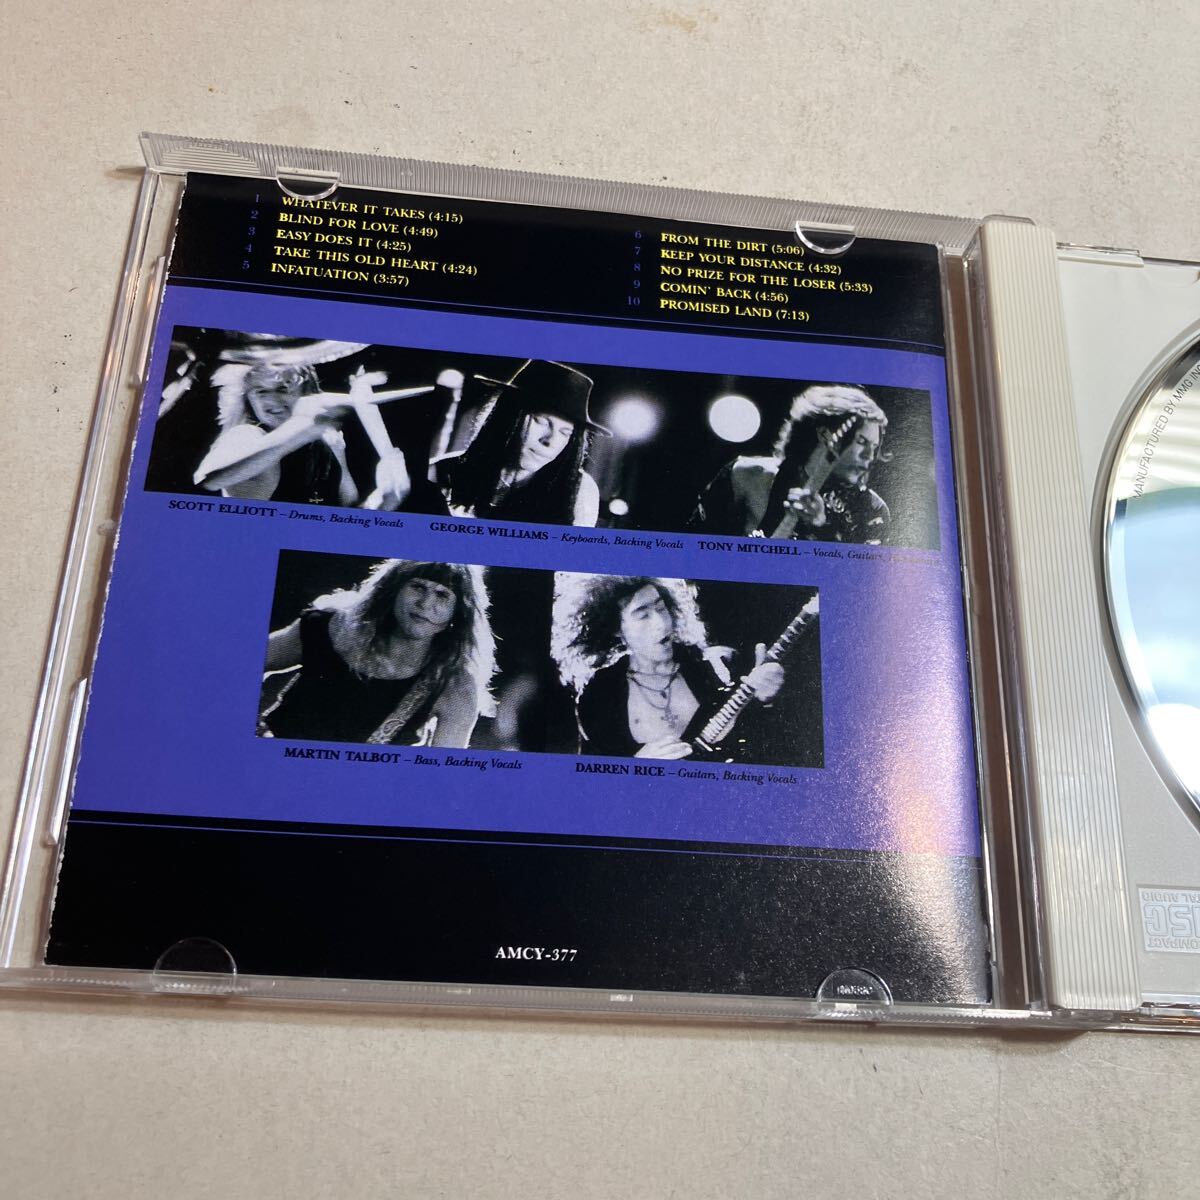 1 WHATEVER IT TAKES (4:15)
2 BLIND FOR LOVE (4:49)
3 EASY DOES IT (4:25)
4 TAKE THIS OLD HEART (4:24)
5 INFATUATION (3:57)
6 FROM THE DIRT (5:06)
7 KEEP YOUR DISTANCE (4:32)
8 NO PRIZE FOR THE LOSER (5:33)
9 COMIN' BACK (4:56)
10 PROMISED LAND (7:13)
SCOTT ELLIOTT – Drums, Backing Vocals
GEORGE WILLIAMS – Keyboards, Backing Vocals
TONY MITCHELL – Vocals, Guitars,
MARTIN TALBOT – Bass, Backing Vocals
DARREN RICE – Guitars, Backing Vocals
AMCY-377
MANUFACTURED BY MMG INC
COMPACT
DISC